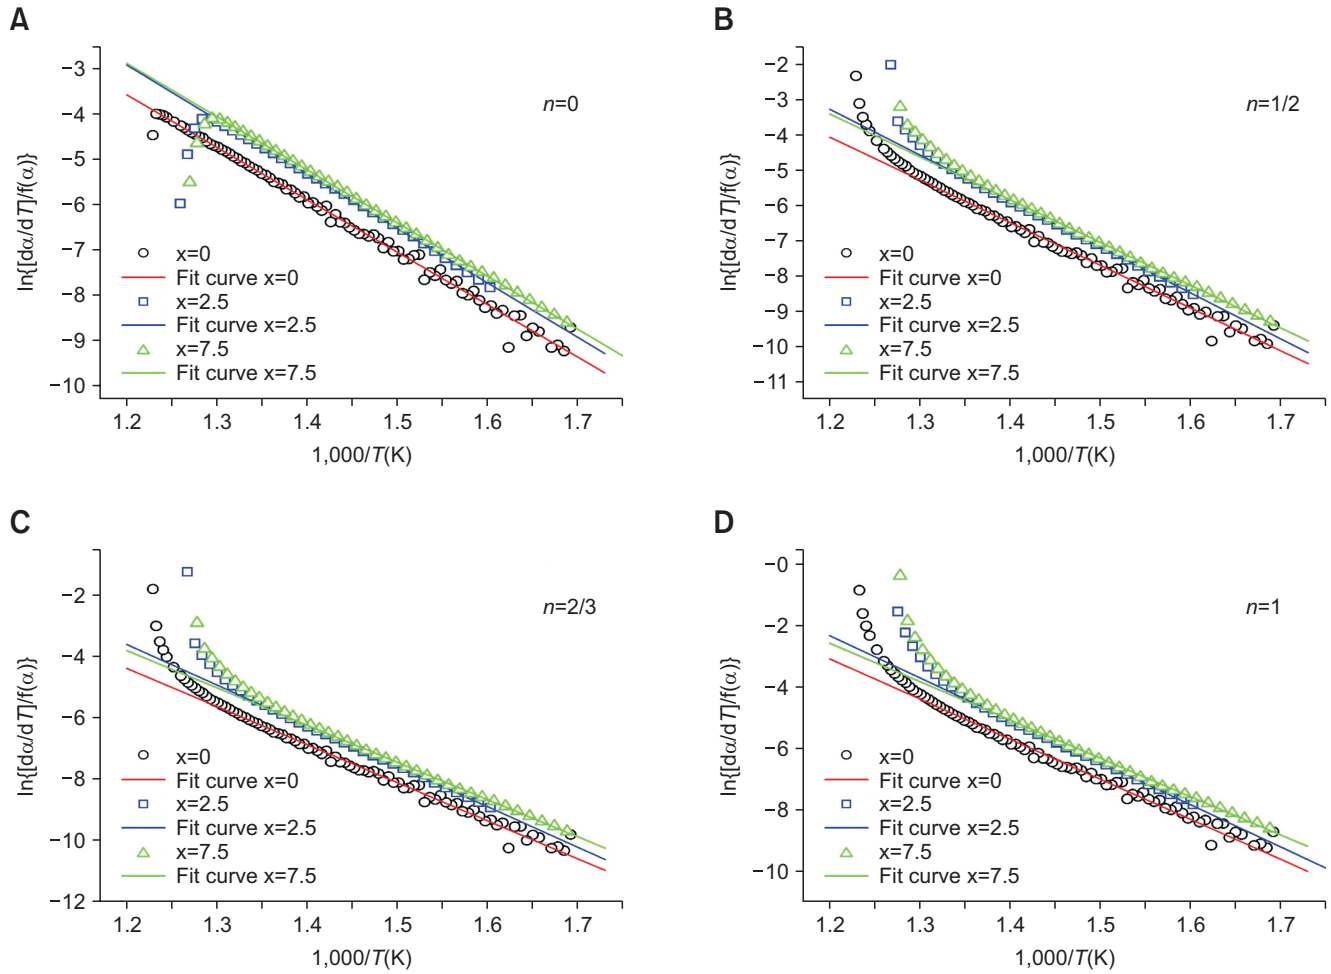 A
ln{[dα/dT]/f(α)}
−3
−4
−5
−6
−7
−8
−9
−10
n=0
x=0
Fit curve x=0
x=2.5
Fit curve x=2.5
x=7.5
Fit curve x=7.5
1.2 1.3 1.4 1.5 1.6 1.7
1,000/T(K)
B
ln{[dα/dT]/f(α)}
−2
−3
−4
−5
−6
−7
−8
−9
−10
−11
n=1/2
x=0
Fit curve x=0
x=2.5
Fit curve x=2.5
x=7.5
Fit curve x=7.5
1.2 1.3 1.4 1.5 1.6 1.7
1,000/T(K)
C
ln{[dα/dT]/f(α)}
−2
−4
−6
−8
−10
−12
n=2/3
x=0
Fit curve x=0
x=2.5
Fit curve x=2.5
x=7.5
Fit curve x=7.5
1.2 1.3 1.4 1.5 1.6 1.7
1,000/T(K)
D
ln{[dα/dT]/f(α)}
−0
−2
−4
−6
−8
−10
n=1
x=0
Fit curve x=0
x=2.5
Fit curve x=2.5
x=7.5
Fit curve x=7.5
1.2 1.3 1.4 1.5 1.6 1.7
1,000/T(K)